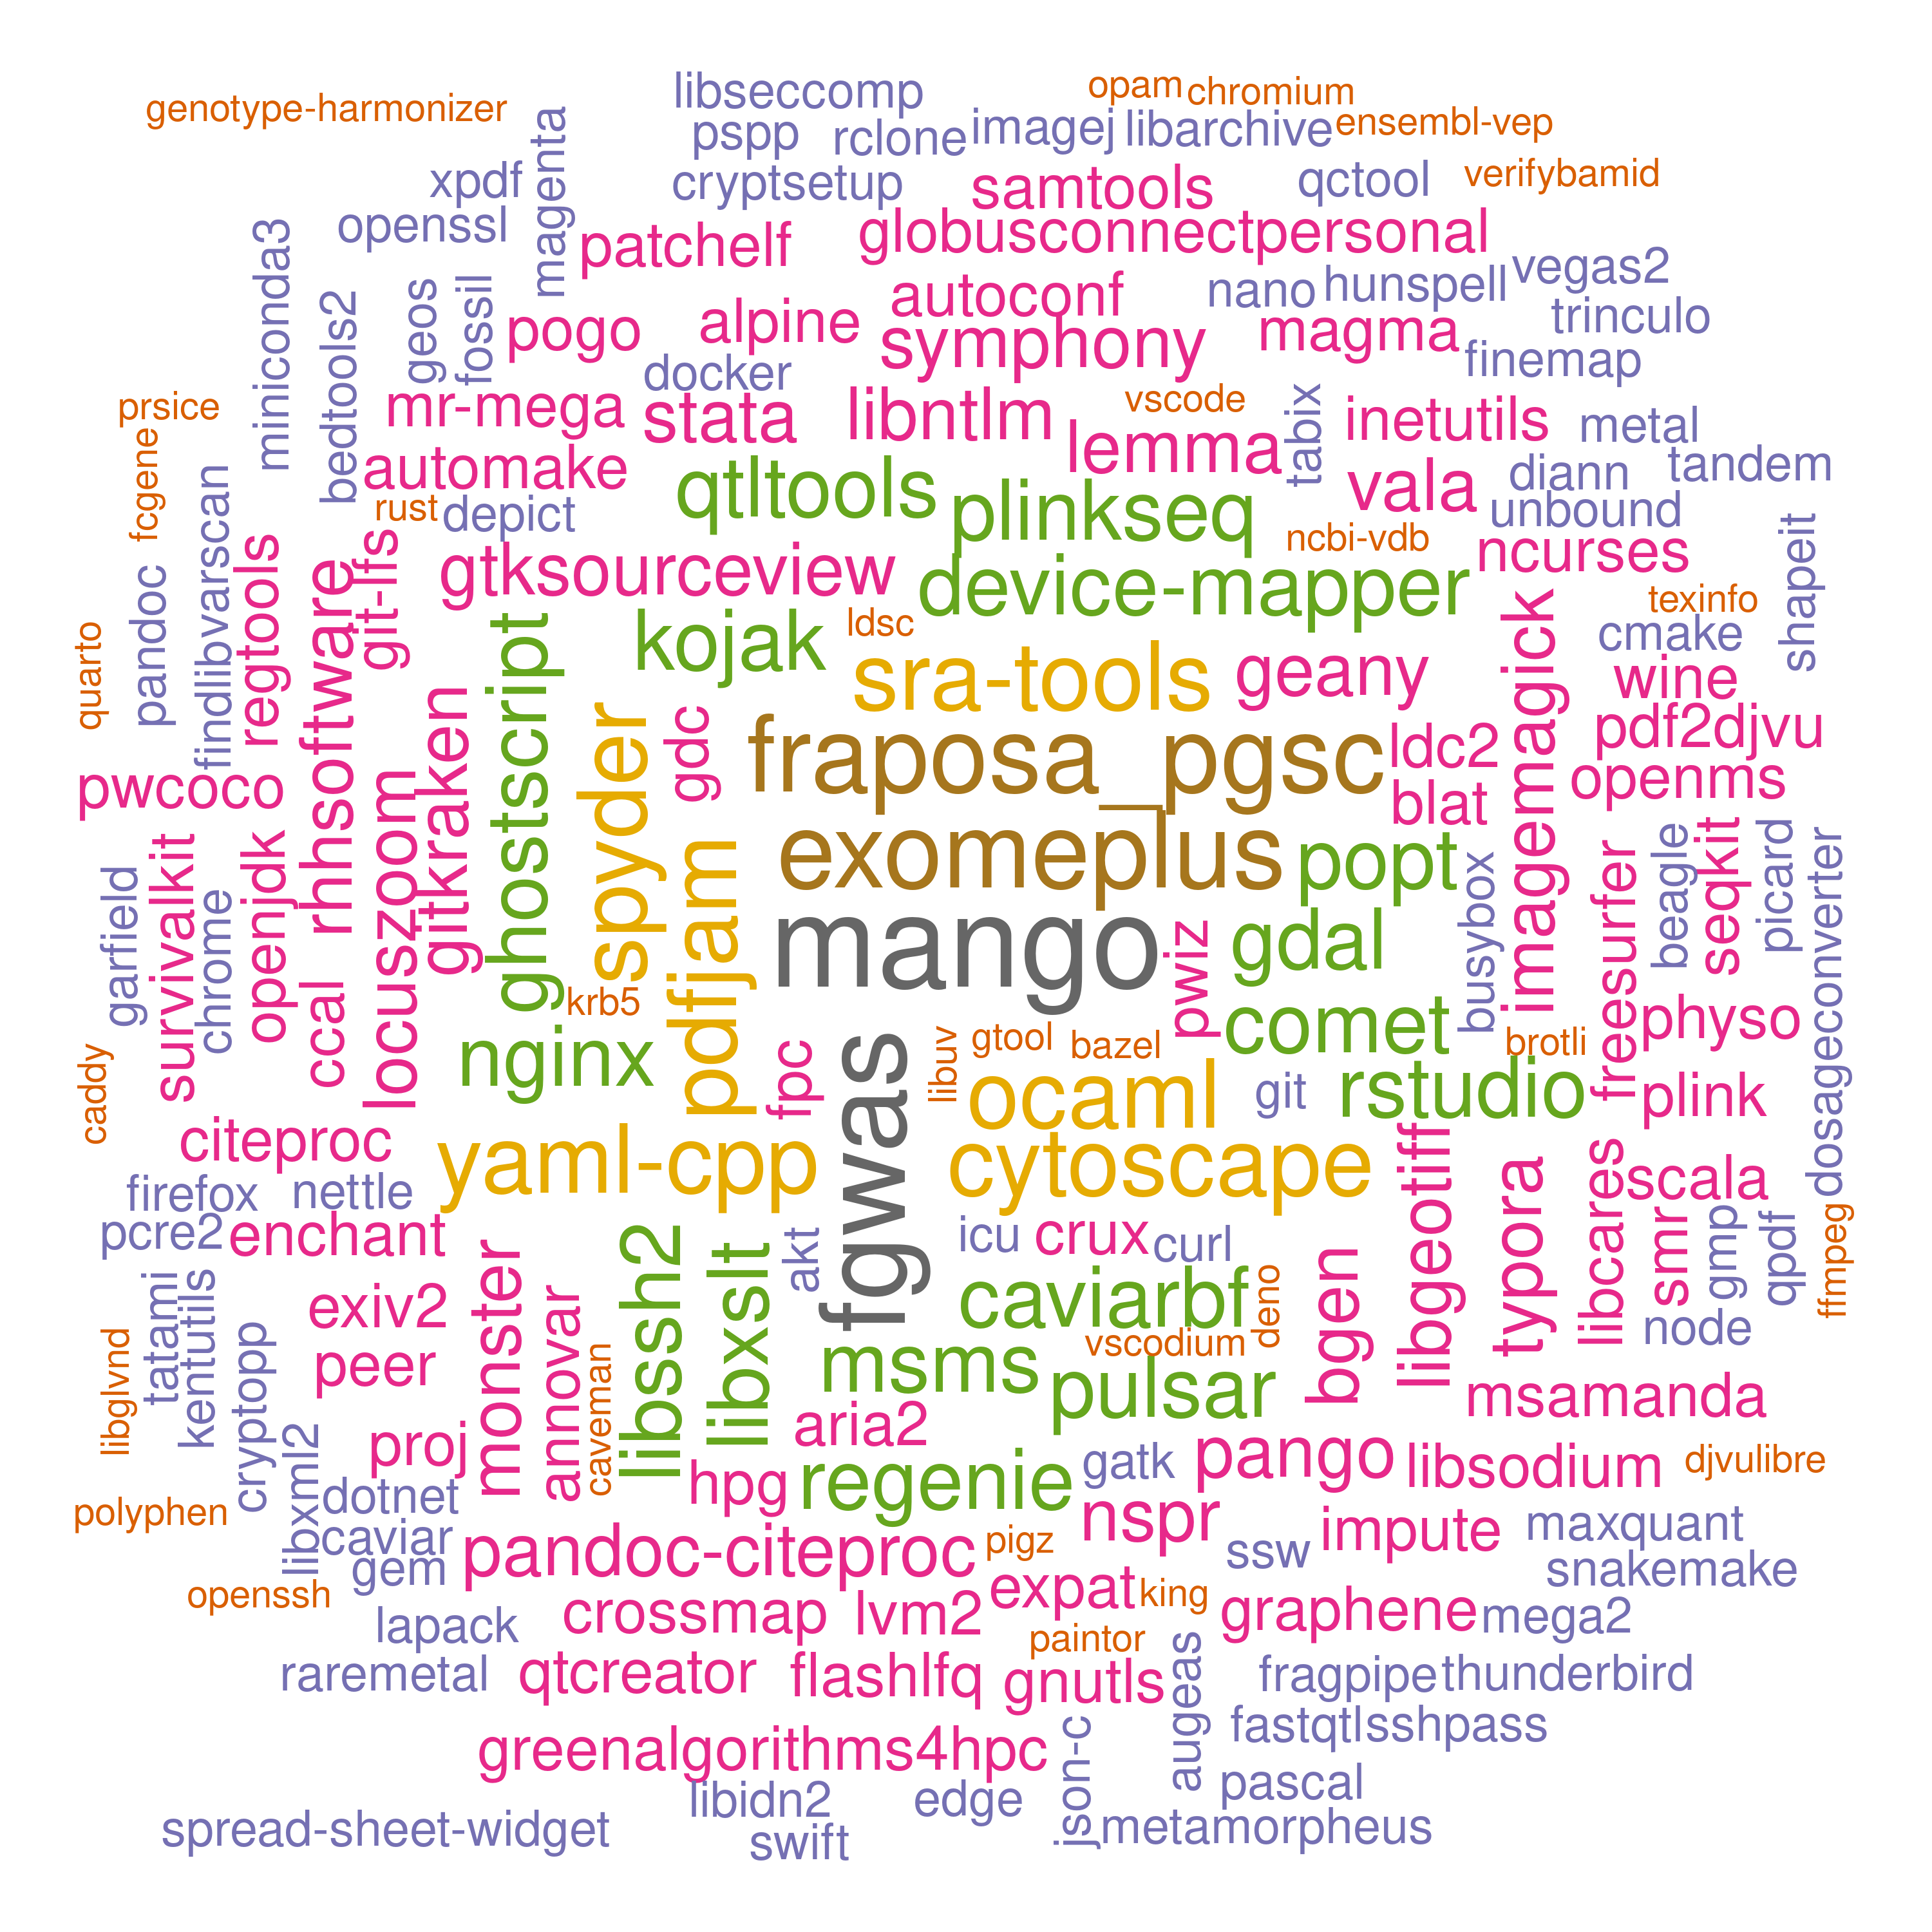 libseccomp
opam
chromium
genotype-harmonizer
pspp
rclone
imagej
libarchive
ensembl-vep
magenta
xpdf
cryptsetup
samtools
qctool
verifybamid
openssl
patchelf
globusconnectpersonal
miniconda3
bedtools2
geos
fossil
pogo
alpine
autoconf
nano
hunspell
vegas2
symphony
magma
trinculo
docker
finemap
prsice
mr-mega
stata
libntlm
vscode
tabix
inetutils
metal
fcgene
automake
lemma
vala
diann
tandem
findlibvarscan
rust
depict
qtltools
plinkseq
unbound
ncbi-vdb
ncurses
shapeit
pandoc
regtools
git-lfs
gtksourceview
device-mapper
texinfo
quarto
rhhsoftware
ghostscript
kojak
ldsc
cmake
sra-tools
geany
imagemagick
wine
gitkraken
spyder
gdc
fraposa_pgsc
ldc2
pdf2djvu
pwcoco
locuszoom
blat
openms
garfield
survivalkit
chrome
openjdk
pdfjam
exomeplus
popt
busybox
freesurfer
beagle
seqkit
picard
dosageconverter
ccal
mango
pwiz
gdal
krb5
comet
physo
caddy
nginx
fpc
libuv
gtool
bazel
brotli
ocaml
git
rstudio
plink
citeproc
yaml-cpp
fgwas
cytoscape
libgeotiff
typora
libcares
scala
firefox
nettle
pcre2
enchant
akt
icu
crux
curl
smr
gmp
qpdf
ffmpeg
tatami
kentutils
exiv2
monster
annovar
libssh2
libxslt
caviarbf
deno
bgen
node
libglvnd
cryptopp
peer
caveman
msms
vscodium
pulsar
msamanda
libxml2
proj
aria2
pango
libsodium
djvulibre
polyphen
dotnet
hpg
regenie
gatk
caviar
nspr
impute
maxquant
gem
pandoc-citeproc
pigz
ssw
snakemake
openssh
expat
king
lapack
crossmap
lvm2
graphene
mega2
paintor
raremetal
qtcreator
flashlfq
gnutls
augeas
fragpipe
thunderbird
greenalgorithms4hpc
json-c
fastqtl
sshpass
libidn2
edge
pascal
spread-sheet-widget
swift
metamorpheus